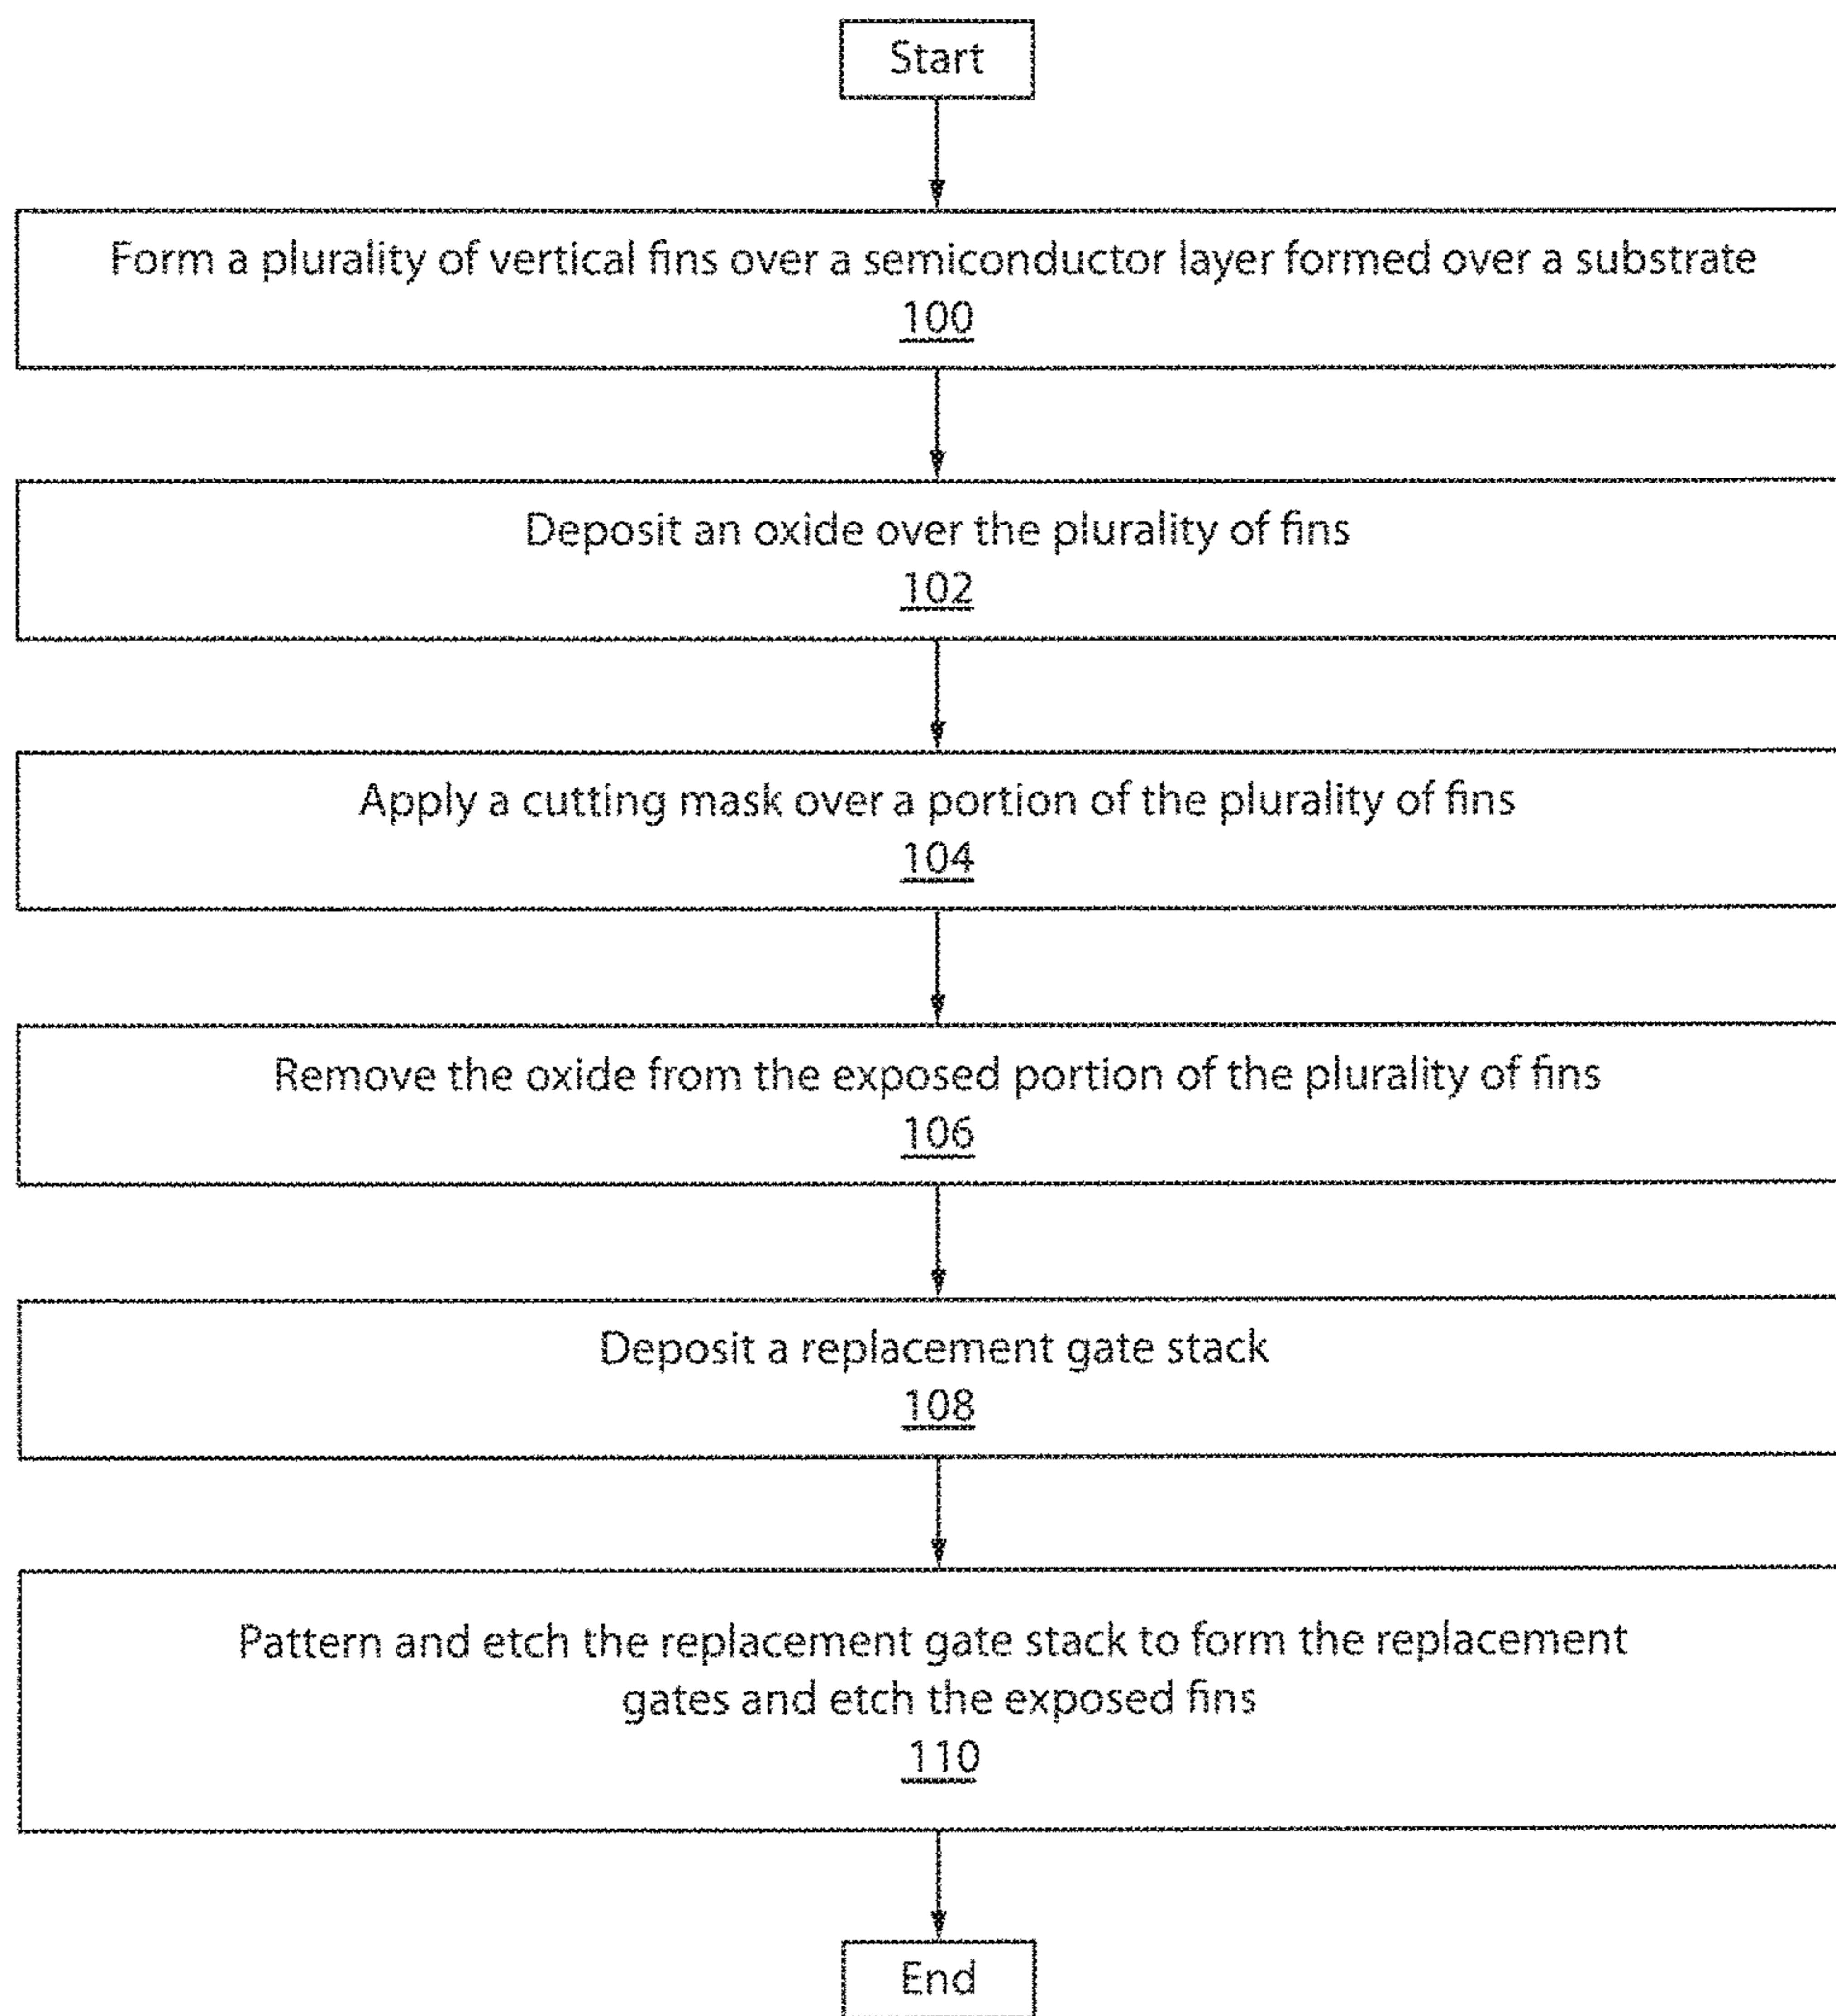 Start
Form a plurality of vertical fins over a semiconductor layer formed over a substrate
100
Deposit an oxide over the plurality of fins
102
Apply a cutting mask over a portion of the plurality of fins
104
Remove the oxide from the exposed portion of the plurality of fins
106
Deposit a replacement gate stack
108
Pattern and etch the replacement gate stack to form the replacement
gates and etch the exposed fins
110
End